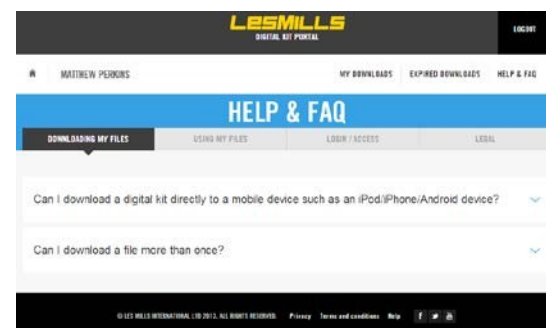 LESMILLS
DIGITAL KIT PORTAL
LOGOUT
MATTHEW PERKINS
MY DOWNLOADS EXPIRED DOWNLOADS HELP & FAQ
HELP & FAQ
DOWNLOADING MY FILES USING MY FILES LOGIN / ACCESS LEGAL
Can I download a digital kit directly to a mobile device such as an iPod/iPhone/Android device?
Can I download a file more than once?
© LES MILLS INTERNATIONAL LTD 2013. ALL RIGHTS RESERVED. Privacy Terms and conditions Help